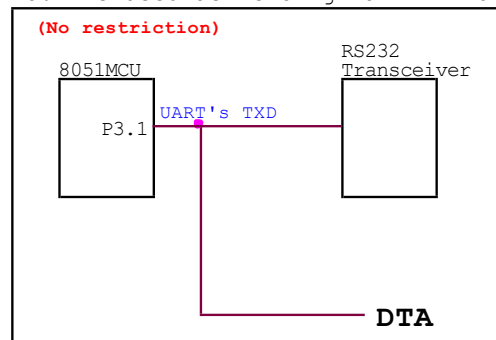 (No restriction)
RS232
8051MCU
Transceiver
UART's TXD
P3.1
DTA